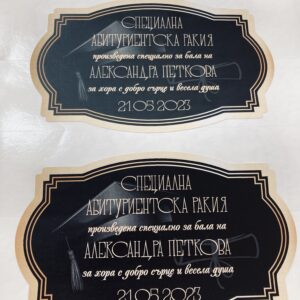 СПЕЦИАЛНА
АБИТУРИЕНТСКА РАКИЯ
произведена специално за бала на
АЛЕКСАНДРА ПЕТКОВА
за хора с добро сърце и весела душа
21.05.2023
СПЕЦИАЛНА
АБИТУРИЕНТСКА РАКИЯ
произведена специално за бала на
АЛЕКСАНДРА ПЕТКОВА
за хора с добро сърце и весела душа
21.05.2023